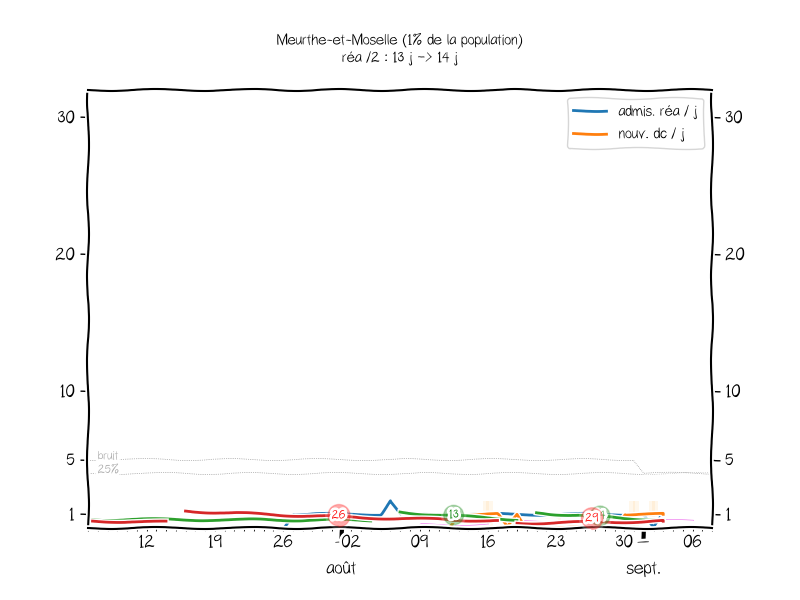 Meurthe-et-Moselle (1% de la population)
réa /2 : 13 j -> 14 j
admis. réa / j
nouv. dc / j
30 30
20 20
10 10
5 5
1 1
bruit
25%
26 13 29
12 19 26 02 09 16 23 30 06
août sept.